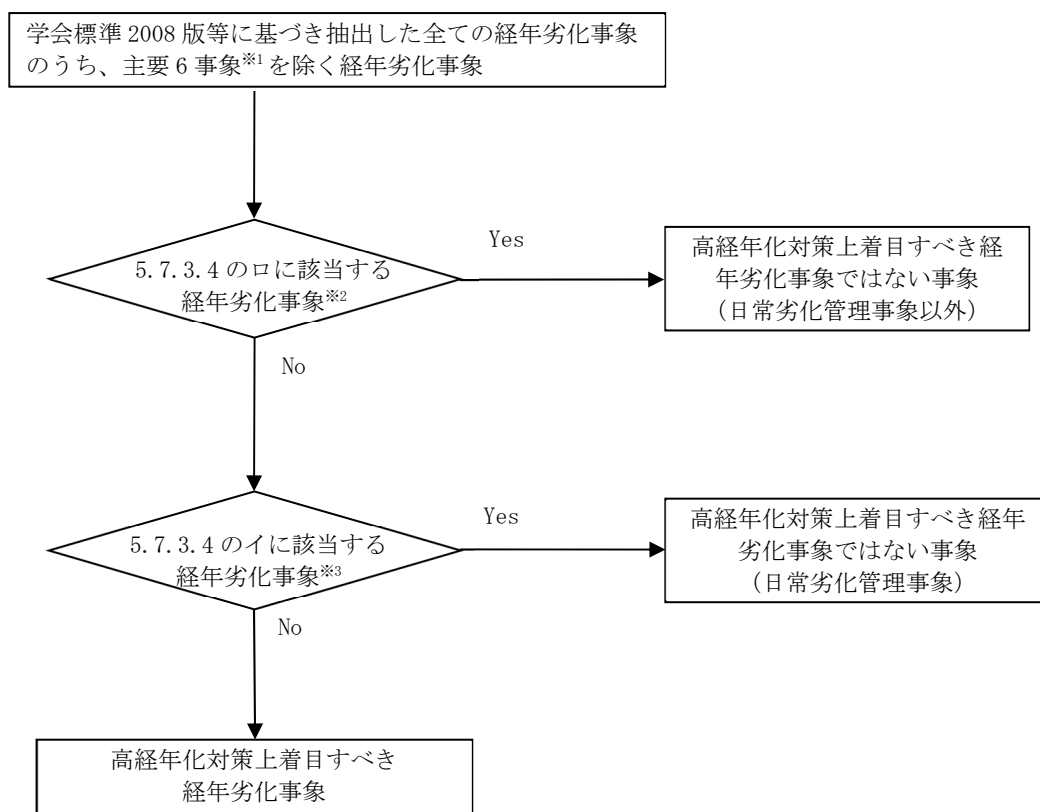 学会標準 2008 版等に基づき抽出した全ての経年劣化事象
のうち、主要 6 事象※1 を除く経年劣化事象
5.7.3.4 のロに該当する
経年劣化事象※2
Yes
高経年化対策上着目すべき経
年劣化事象ではない事象
（日常劣化管理事象以外）
No
5.7.3.4 のイに該当する
経年劣化事象※3
Yes
高経年化対策上着目すべき経年
劣化事象ではない事象
（日常劣化管理事象）
No
高経年化対策上着目すべき
経年劣化事象